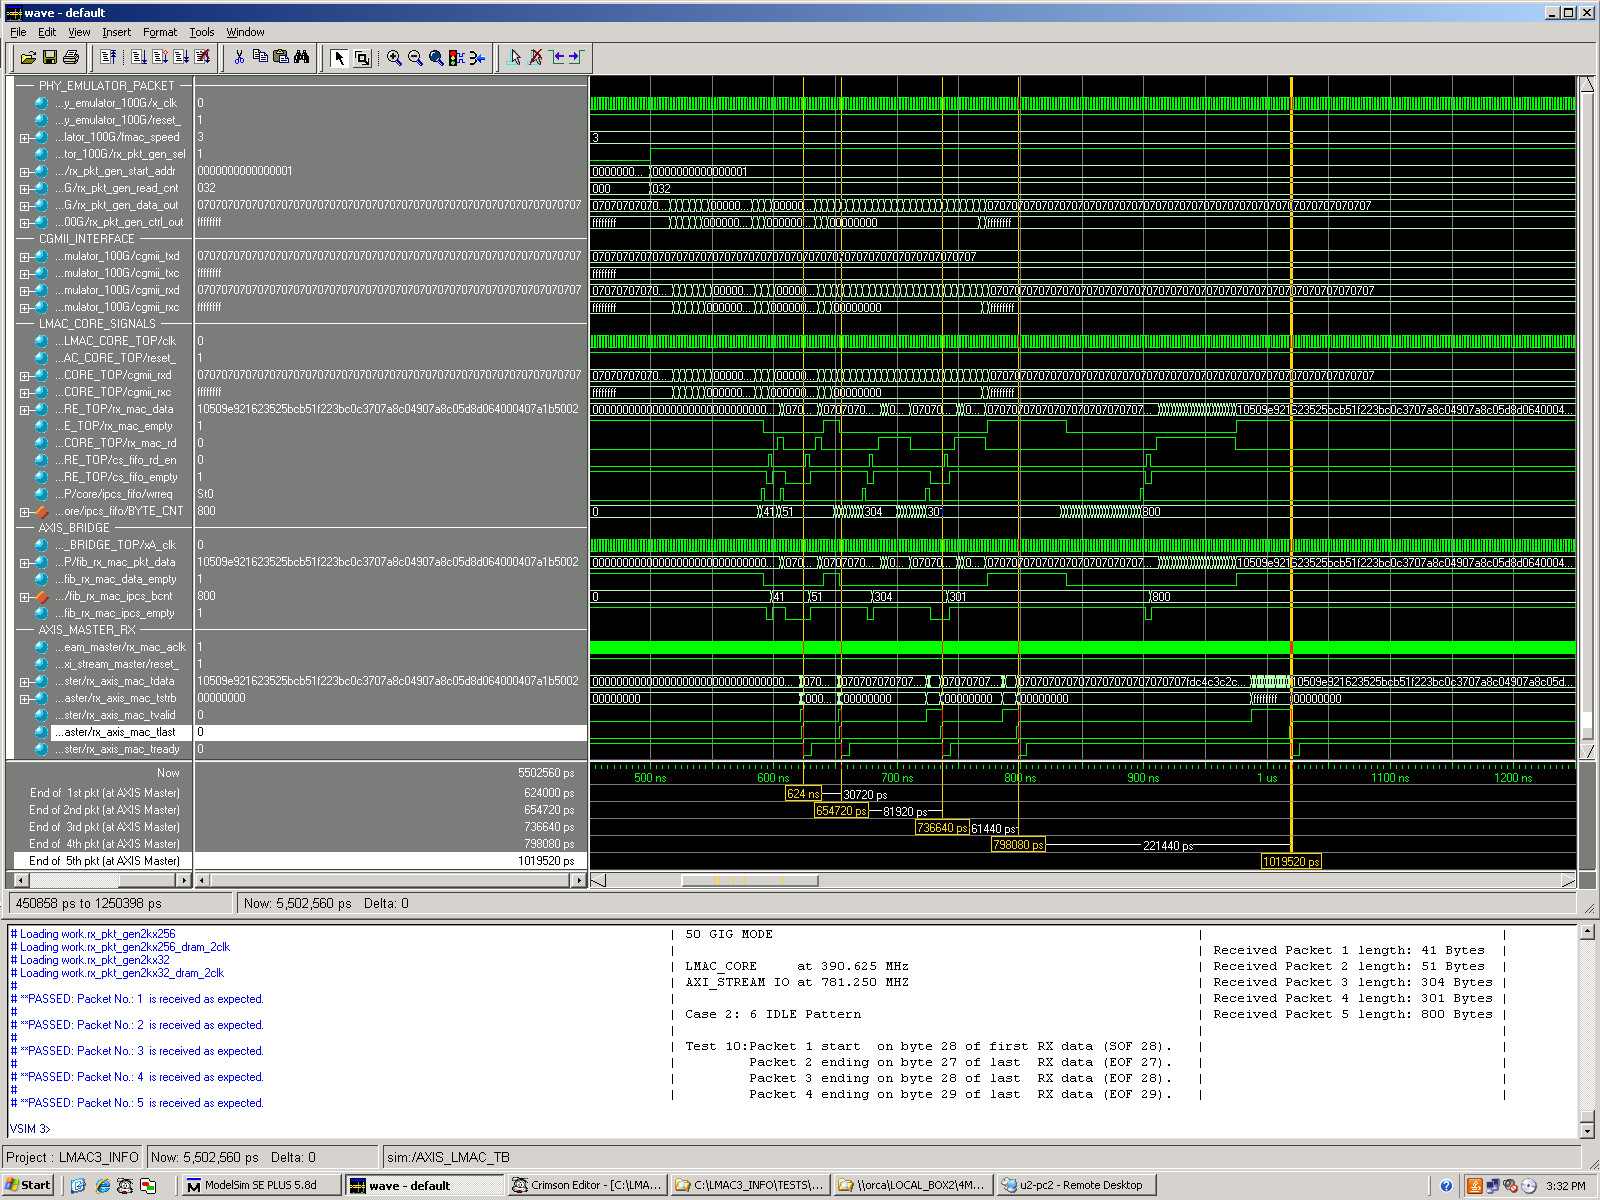 wave - default
File Edit View Insert Format Tools Window
PHY_EMULATOR_PACKET
...y_emulator_100G/x_clk 0
...y_emulator_100G/reset_ 1
...lator_100G/fmac_speed 3 3
...tor_100G/rx_pkt_gen_sel 1
.../rx_pkt_gen_start_addr 0000000000000001 0000000... 0000000000000001
...G/rx_pkt_gen_read_cnt 032 000 032
...G/rx_pkt_gen_data_out 0707070707070707070707070707070707070707070707070707070707070707 0707070707... 00000... 00000...
...00G/rx_pkt_gen_ctrl_out ffffffff ffffffff 000000... 000000... 00000000 ffffffff
CGMII_INTERFACE
...mulator_100G/cgmii_txd 0707070707070707070707070707070707070707070707070707070707070707
...mulator_100G/cgmii_txc ffffffff ffffffff
...mulator_100G/cgmii_rxd 0707070707070707070707070707070707070707070707070707070707070707 0707070707... 00000... 00000...
...mulator_100G/cgmii_rxc ffffffff ffffffff 000000... 000000... 00000000 ffffffff
LMAC_CORE_SIGNALS
...LMAC_CORE_TOP/clk 0
...AC_CORE_TOP/reset_ 1
...CORE_TOP/cgmii_rxd 0707070707070707070707070707070707070707070707070707070707070707 0707070707... 00000... 00000...
...CORE_TOP/cgmii_rxc ffffffff ffffffff 000000... 000000... 00000000 ffffffff
...RE_TOP/rx_mac_data 10509e921623525bcb51f223bc0c3707a8c04907a8c05d8d064000407a1b5002 070... 0707070... 0... 07070... 0... 10509e921623525bcb51f223bc0c3707a8c04907a8c05d8d0640004...
...E_TOP/rx_mac_empty 1
...CORE_TOP/rx_mac_rd 0
...RE_TOP/cs_fifo_rd_en 0
...RE_TOP/cs_fifo_empty 1
...P/core/ipcs_fifo/wrreq St0
...ore/ipcs_fifo/BYTE_CNT 800 0 41 51 304 301 800
AXIS_BRIDGE
..._BRIDGE_TOP/xA_clk 0
...P/fib_rx_mac_pkt_data 10509e921623525bcb51f223bc0c3707a8c04907a8c05d8d064000407a1b5002 070... 0707070... 0... 07070... 0... 10509e921623525bcb51f223bc0c3707a8c04907a8c05d8d0640004...
...fib_rx_mac_data_empty 1
.../fib_rx_mac_ipcs_bcnt 800 0 41 51 304 301 800
...fib_rx_mac_ipcs_empty 1
AXIS_MASTER_RX
...eam_master/rx_mac_aclk 1
...xi_stream_master/reset_ 1
...ster/rx_axis_mac_tdata 10509e921623525bcb51f223bc0c3707a8c04907a8c05d8d064000407a1b5002 070... 10509e921623525bcb51f223bc0c3707a8c04907a8c05d...
...aster/rx_axis_mac_tstrb 00000000 00000000 000... 00000000 00000000 00000000 ffffffff 00000000
...ster/rx_axis_mac_tvalid 0
...aster/rx_axis_mac_tlast 0
...ster/rx_axis_mac_tready 0
Now 5502560 ps 500 ns 600 ns 700 ns 800 ns 900 ns 1 us 1100 ns 1200 ns
End of 1st pkt (at AXIS Master) 624000 ps 624 ns 30720 ps
End of 2nd pkt (at AXIS Master) 654720 ps 654720 ps 81920 ps
End of 3rd pkt (at AXIS Master) 736640 ps 736640 ps 61440 ps
End of 4th pkt (at AXIS Master) 798080 ps 798080 ps 221440 ps
End of 5th pkt (at AXIS Master) 1019520 ps 1019520 ps
450858 ps to 1250398 ps Now: 5,502,560 ps Delta: 0
# Loading work.rx_pkt_gen2kx256
# Loading work.rx_pkt_gen2kx256_dram_2clk
# Loading work.rx_pkt_gen2kx32
# Loading work.rx_pkt_gen2kx32_dram_2clk
#
# **PASSED: Packet No.: 1 is received as expected.
#
# **PASSED: Packet No.: 2 is received as expected.
#
# **PASSED: Packet No.: 3 is received as expected.
#
# **PASSED: Packet No.: 4 is received as expected.
#
# **PASSED: Packet No.: 5 is received as expected.
VSIM 3>
| 50 GIG MODE |
| LMAC_CORE at 390.625 MHz
| AXI_STREAM IO at 781.250 MHZ
| Case 2: 6 IDLE Pattern
| Test 10:Packet 1 start on byte 28 of first RX data (SOF 28). |
| Packet 2 ending on byte 27 of last RX data (EOF 27). |
| Packet 3 ending on byte 28 of last RX data (EOF 28). |
| Packet 4 ending on byte 29 of last RX data (EOF 29). |
| Received Packet 1 length: 41 Bytes |
| Received Packet 2 length: 51 Bytes |
| Received Packet 3 length: 304 Bytes |
| Received Packet 4 length: 301 Bytes |
| Received Packet 5 length: 800 Bytes |
Project : LMAC3_INFO Now: 5,502,560 ps Delta: 0 sim:/AXIS_LMAC_TB
Start ModelSim SE PLUS 5.8d wave - default Crimson Editor - [C:\LMA... C:\LMAC3_INFO\TESTS\... \\orca\LOCAL_BOX2\4M... u2-pc2 - Remote Desktop 3:32 PM